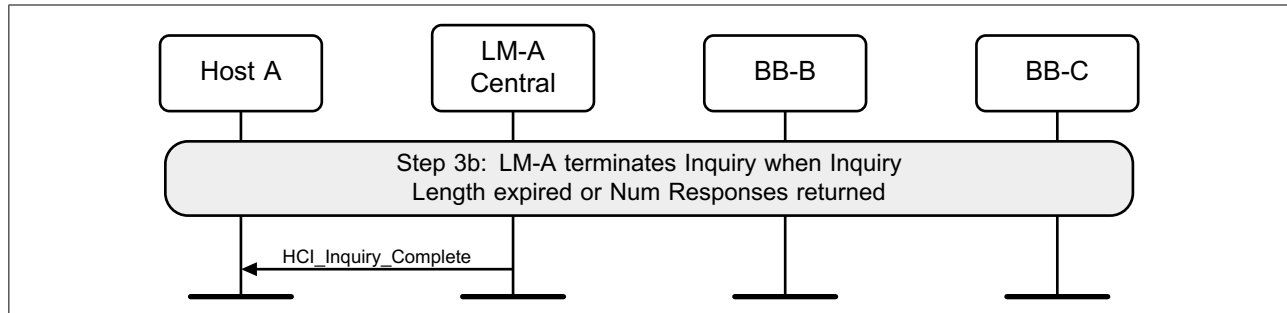 Host A
LM-A
Central
BB-B
BB-C
Step 3b: LM-A terminates Inquiry when Inquiry
Length expired or Num Responses returned
HCI_Inquiry_Complete